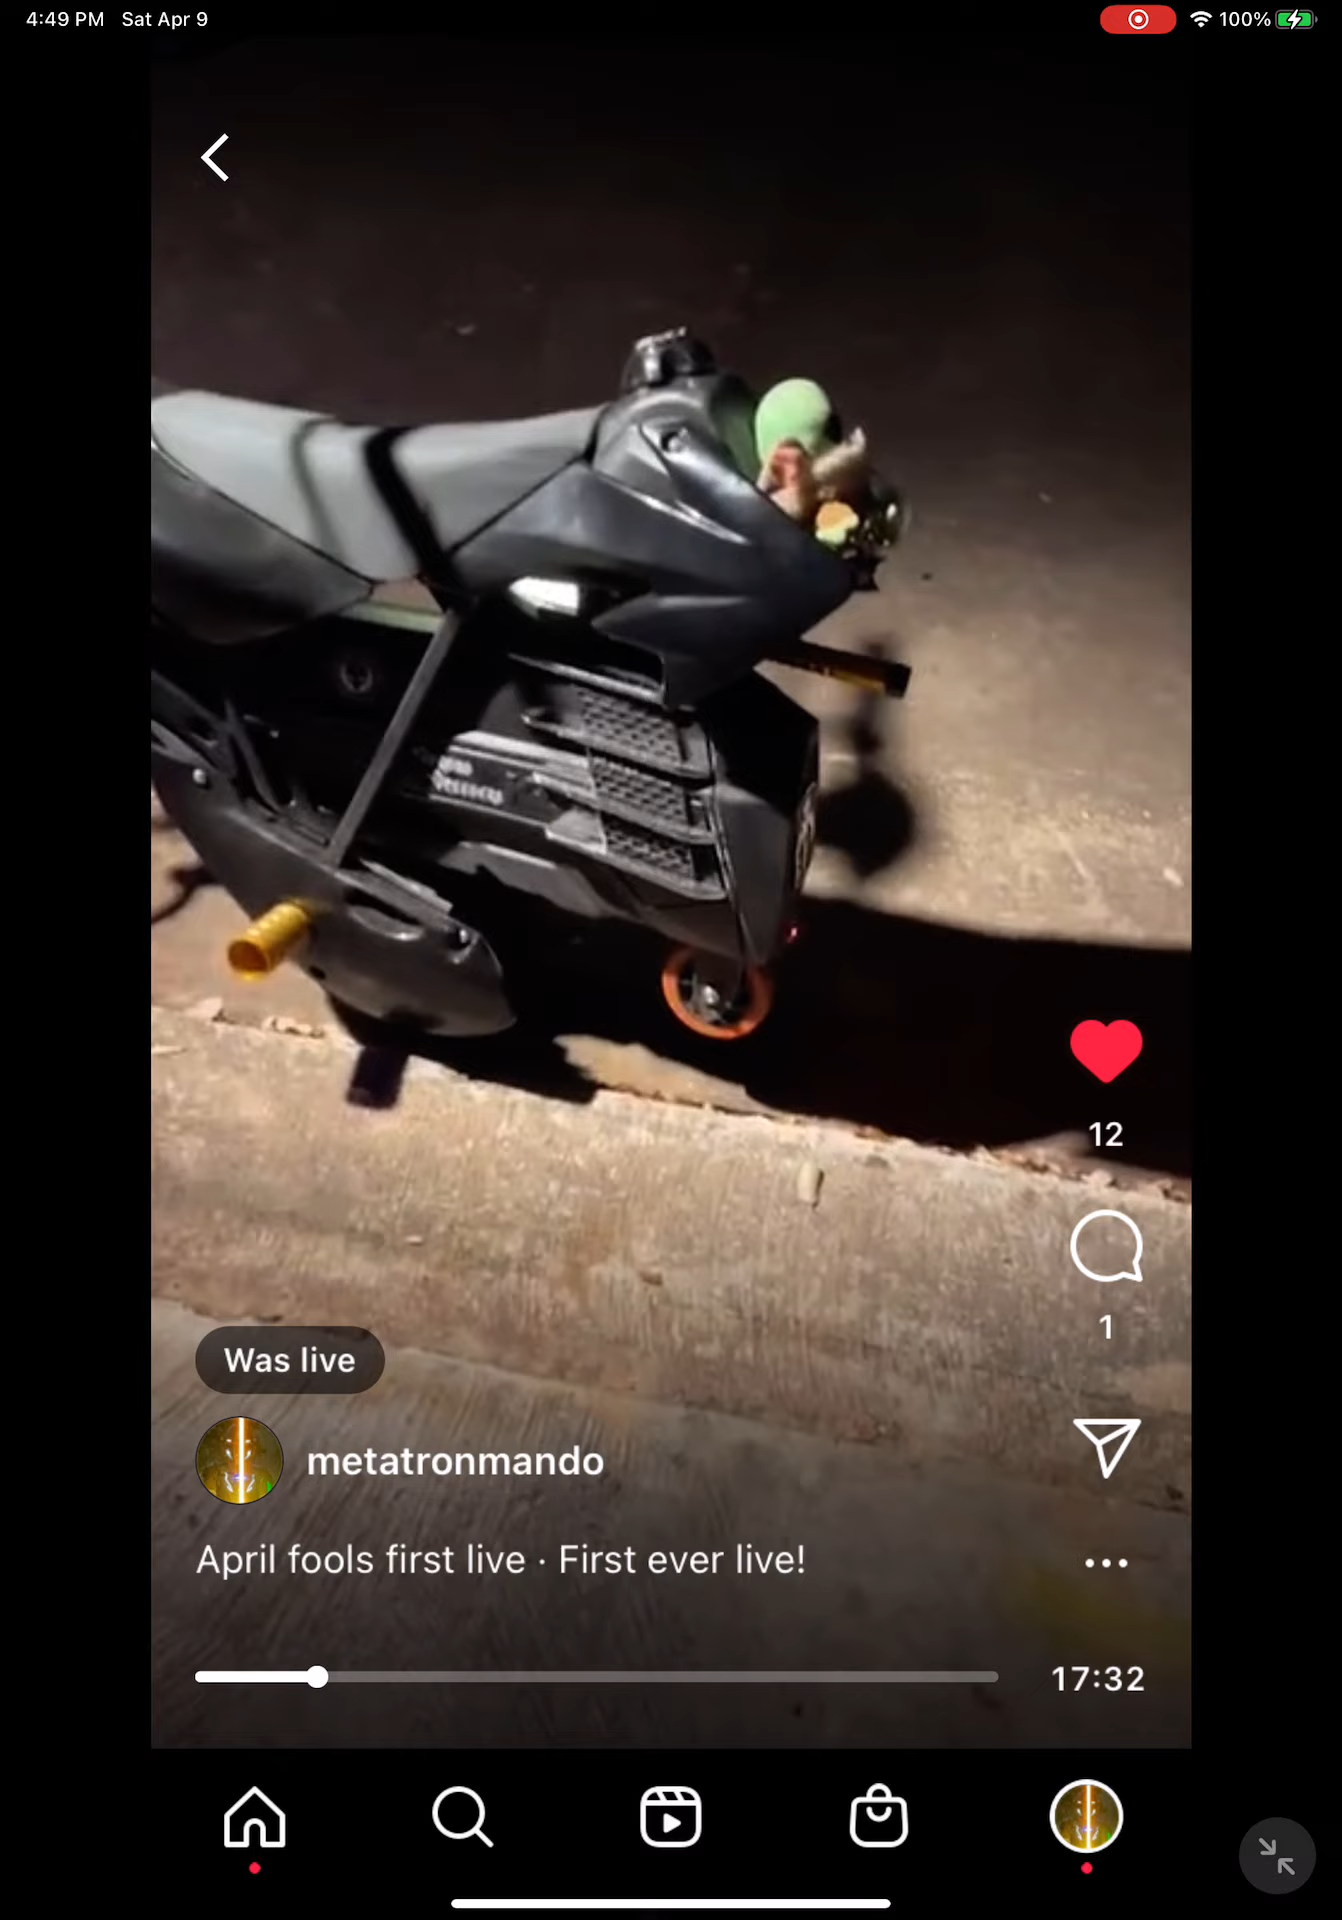 4:49 PM Sat Apr 9
100%
12
1
Was live
metatronmando
April fools first live · First ever live!
17:32